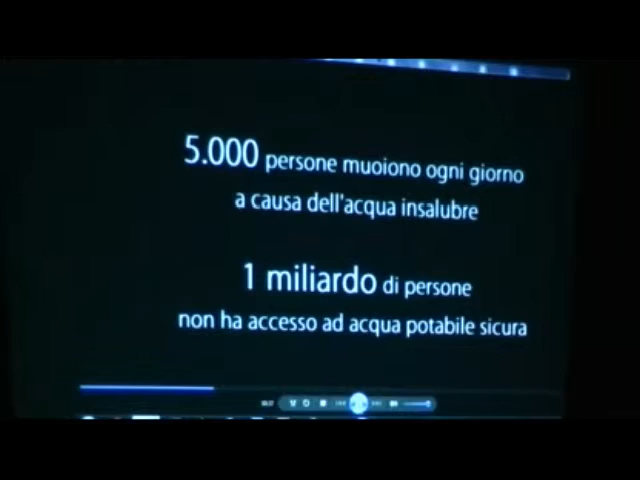 5.000 persone muoiono ogni giorno
a causa dell'acqua insalubre
1 miliardo di persone
non ha accesso ad acqua potabile sicura